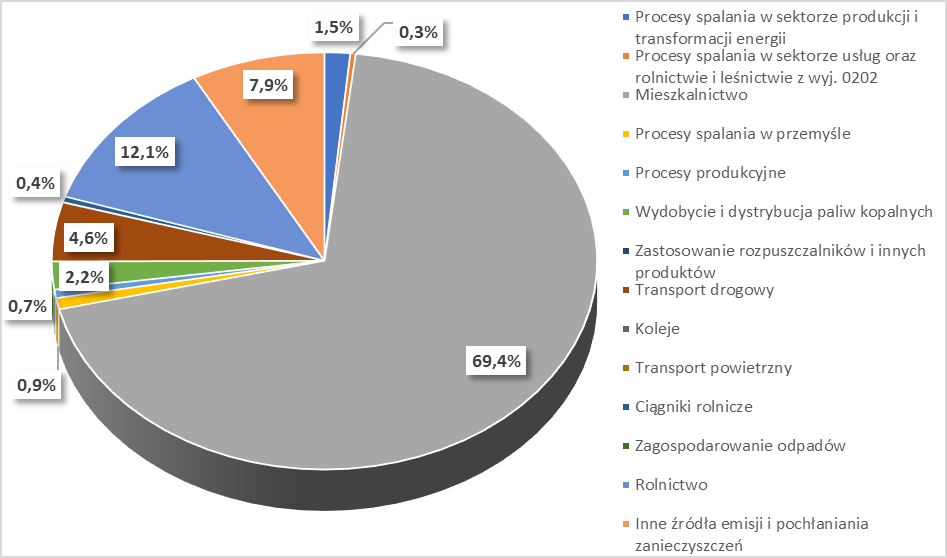 1,5%
0,3%
7,9%
12,1%
0,4%
4,6%
2,2%
0,7%
0,9%
69,4%
Procesy spalania w sektorze produkcji i
transformacji energii
Procesy spalania w sektorze usług oraz
rolnictwie i leśnictwie z wyj. 0202
Mieszkalnictwo
Procesy spalania w przemyśle
Procesy produkcyjne
Wydobycie i dystrybucja paliw kopalnych
Zastosowanie rozpuszczalników i innych
produktów
Transport drogowy
Koleje
Transport powietrzny
Ciągniki rolnicze
Zagospodarowanie odpadów
Rolnictwo
Inne źródła emisji i pochłaniania
zanieczyszczeń